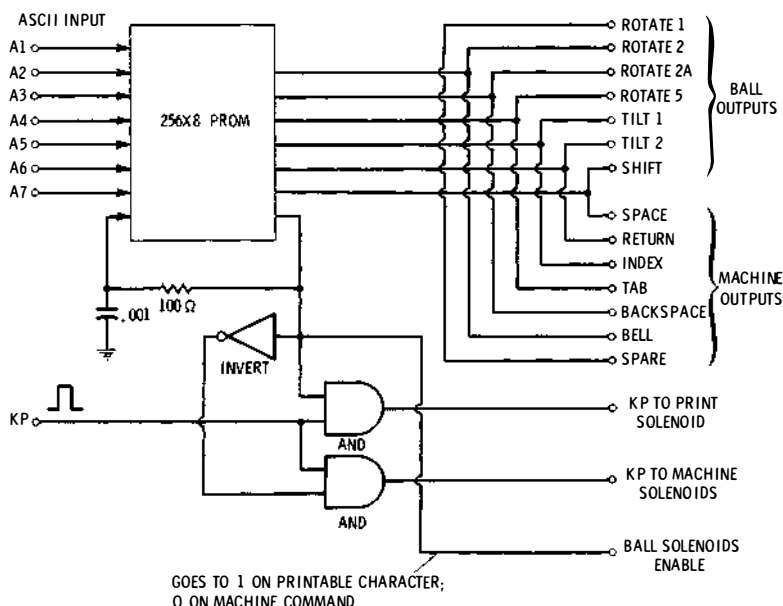 ASCII INPUT
A1
A2
A3
A4
A5
A6
A7
256X8 PROM
.001
100 Ω
INVERT
KP
AND
AND
ROTATE 1
ROTATE 2
ROTATE 2A
ROTATE 5
TILT 1
TILT 2
SHIFT
BALL
OUTPUTS
SPACE
RETURN
INDEX
TAB
BACKSPACE
BELL
SPARE
MACHINE
OUTPUTS
KP TO PRINT
SOLENOID
KP TO MACHINE
SOLENOIDS
BALL SOLENOIDS
ENABLE
GOES TO 1 ON PRINTABLE CHARACTER;
0 ON MACHINE COMMAND